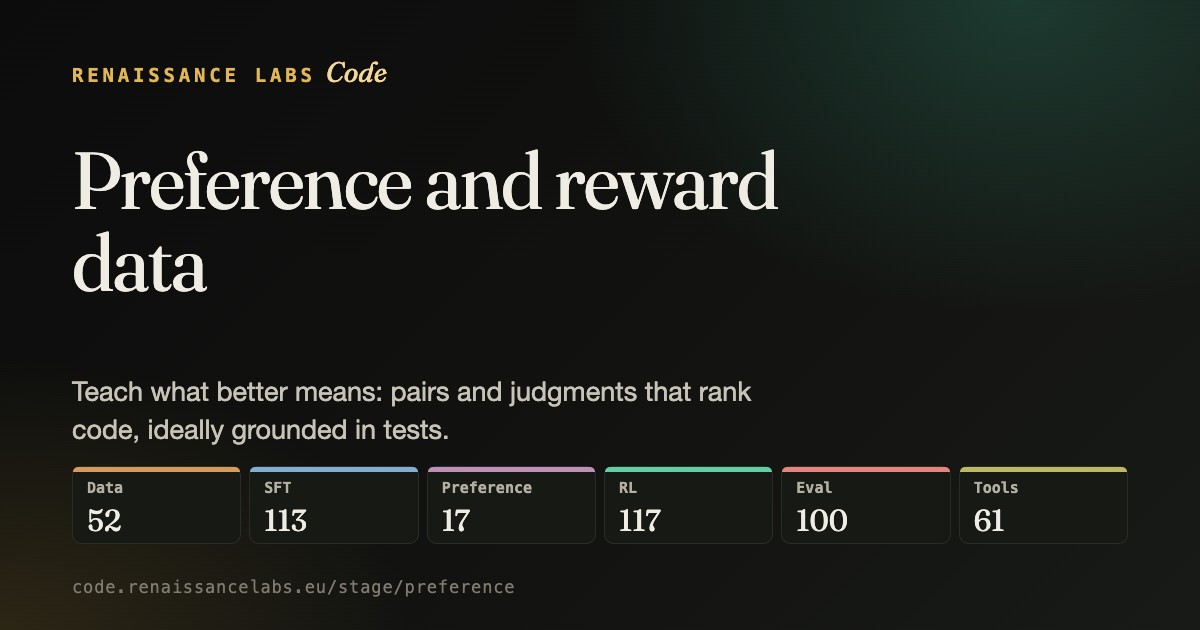 RENAISSANCE LABS Code
Preference and reward
data
Teach what better means: pairs and judgments that rank
code, ideally grounded in tests.
Data SFT Preference RL Eval Tools
52 113 17 117 100 61
code.renaissancelabs.eu/stage/preference